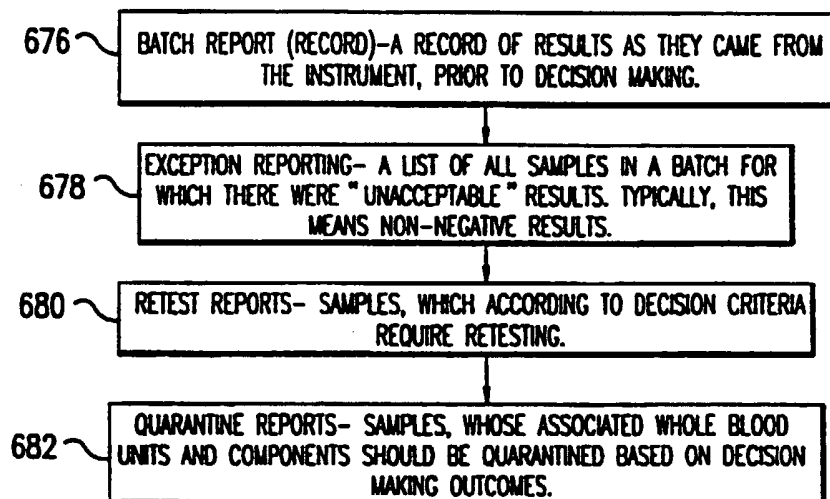 676
BATCH REPORT (RECORD)-A RECORD OF RESULTS AS THEY CAME FROM
THE INSTRUMENT, PRIOR TO DECISION MAKING.
678
EXCEPTION REPORTING- A LIST OF ALL SAMPLES IN A BATCH FOR
WHICH THERE WERE "UNACCEPTABLE" RESULTS. TYPICALLY, THIS
MEANS NON-NEGATIVE RESULTS.
680
RETEST REPORTS- SAMPLES, WHICH ACCORDING TO DECISION CRITERIA
REQUIRE RETESTING.
682
QUARANTINE REPORTS- SAMPLES, WHOSE ASSOCIATED WHOLE BLOOD
UNITS AND COMPONENTS SHOULD BE QUARANTINED BASED ON DECISION
MAKING OUTCOMES.